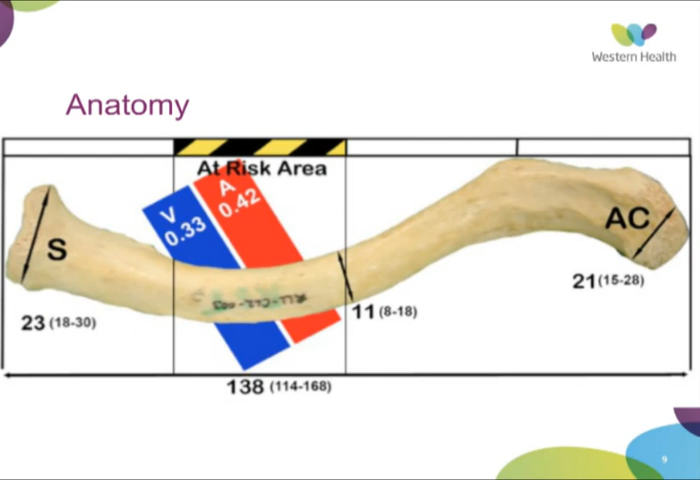 Western Health
Anatomy
At Risk Area
V
0.33
A
0.42
S
AC
23 (18-30)
11 (8-18)
21 (15-28)
138 (114-168)
9